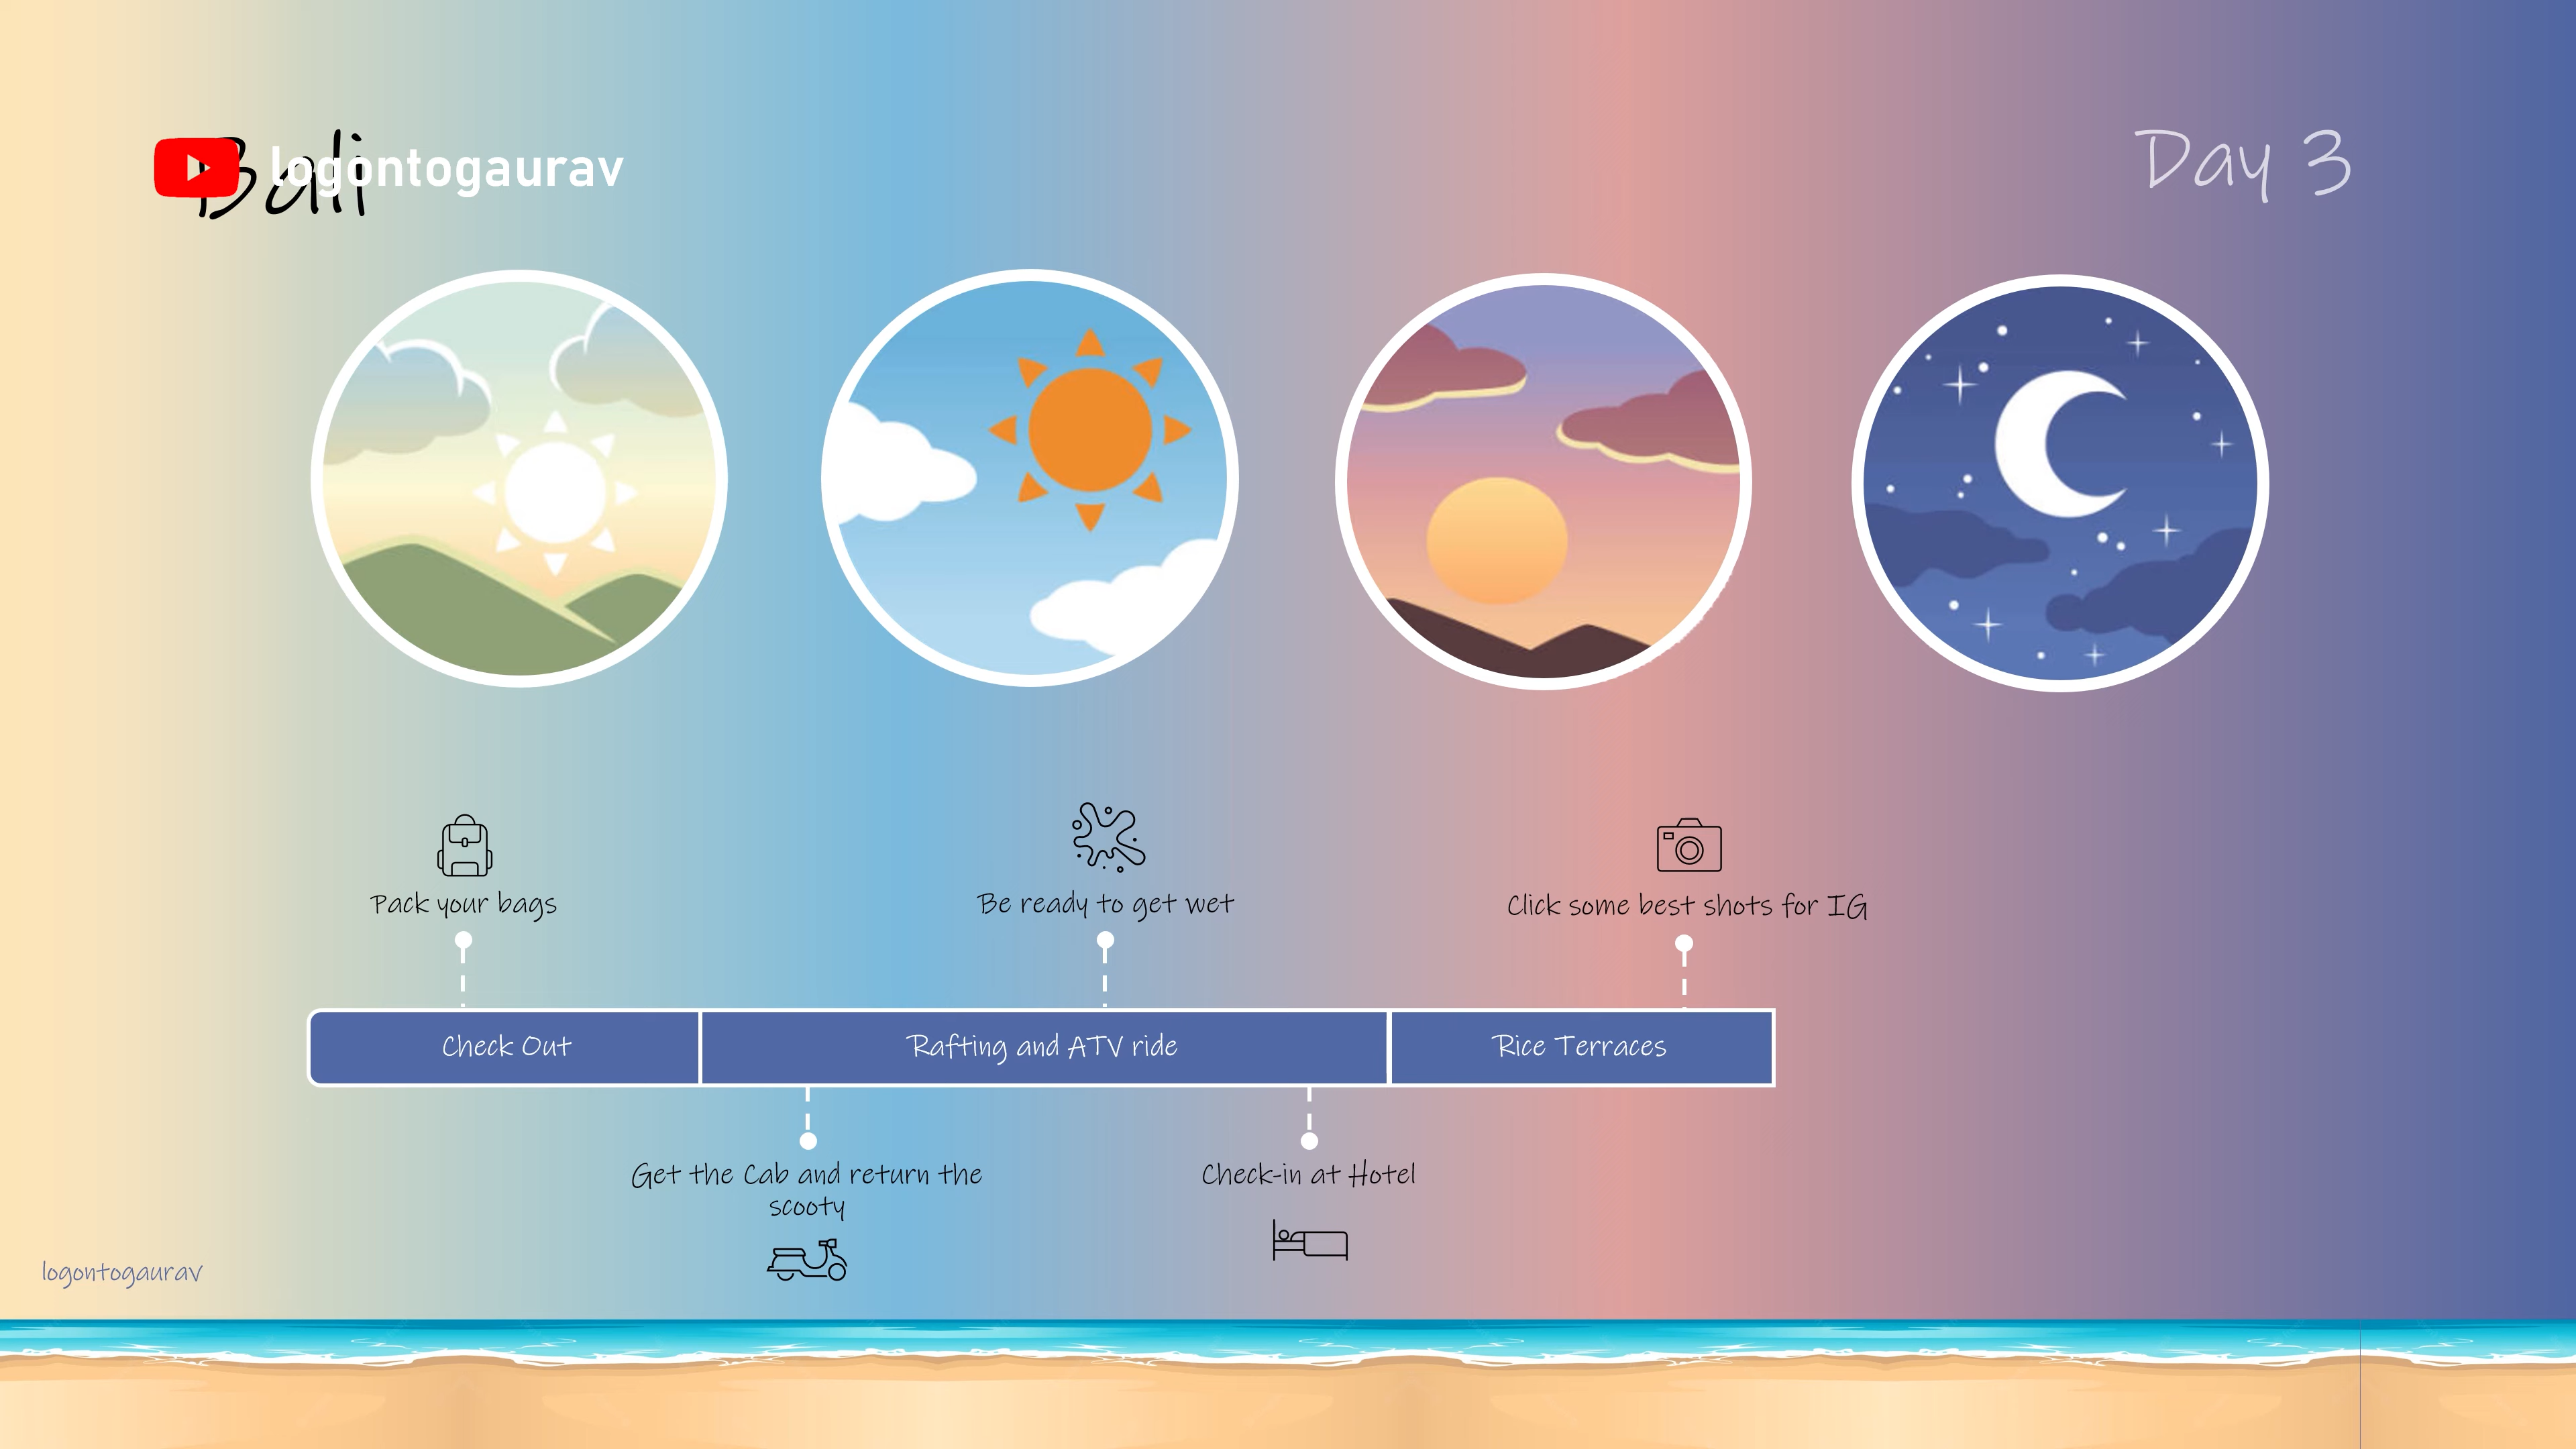 Bali
logontogaurav
Day 3
Pack your bags
Be ready to get wet
Click some best shots for IG
Check Out
Rafting and ATV ride
Rice Terraces
Get the Cab and return the
scooty
Check-in at Hotel
logontogaurav